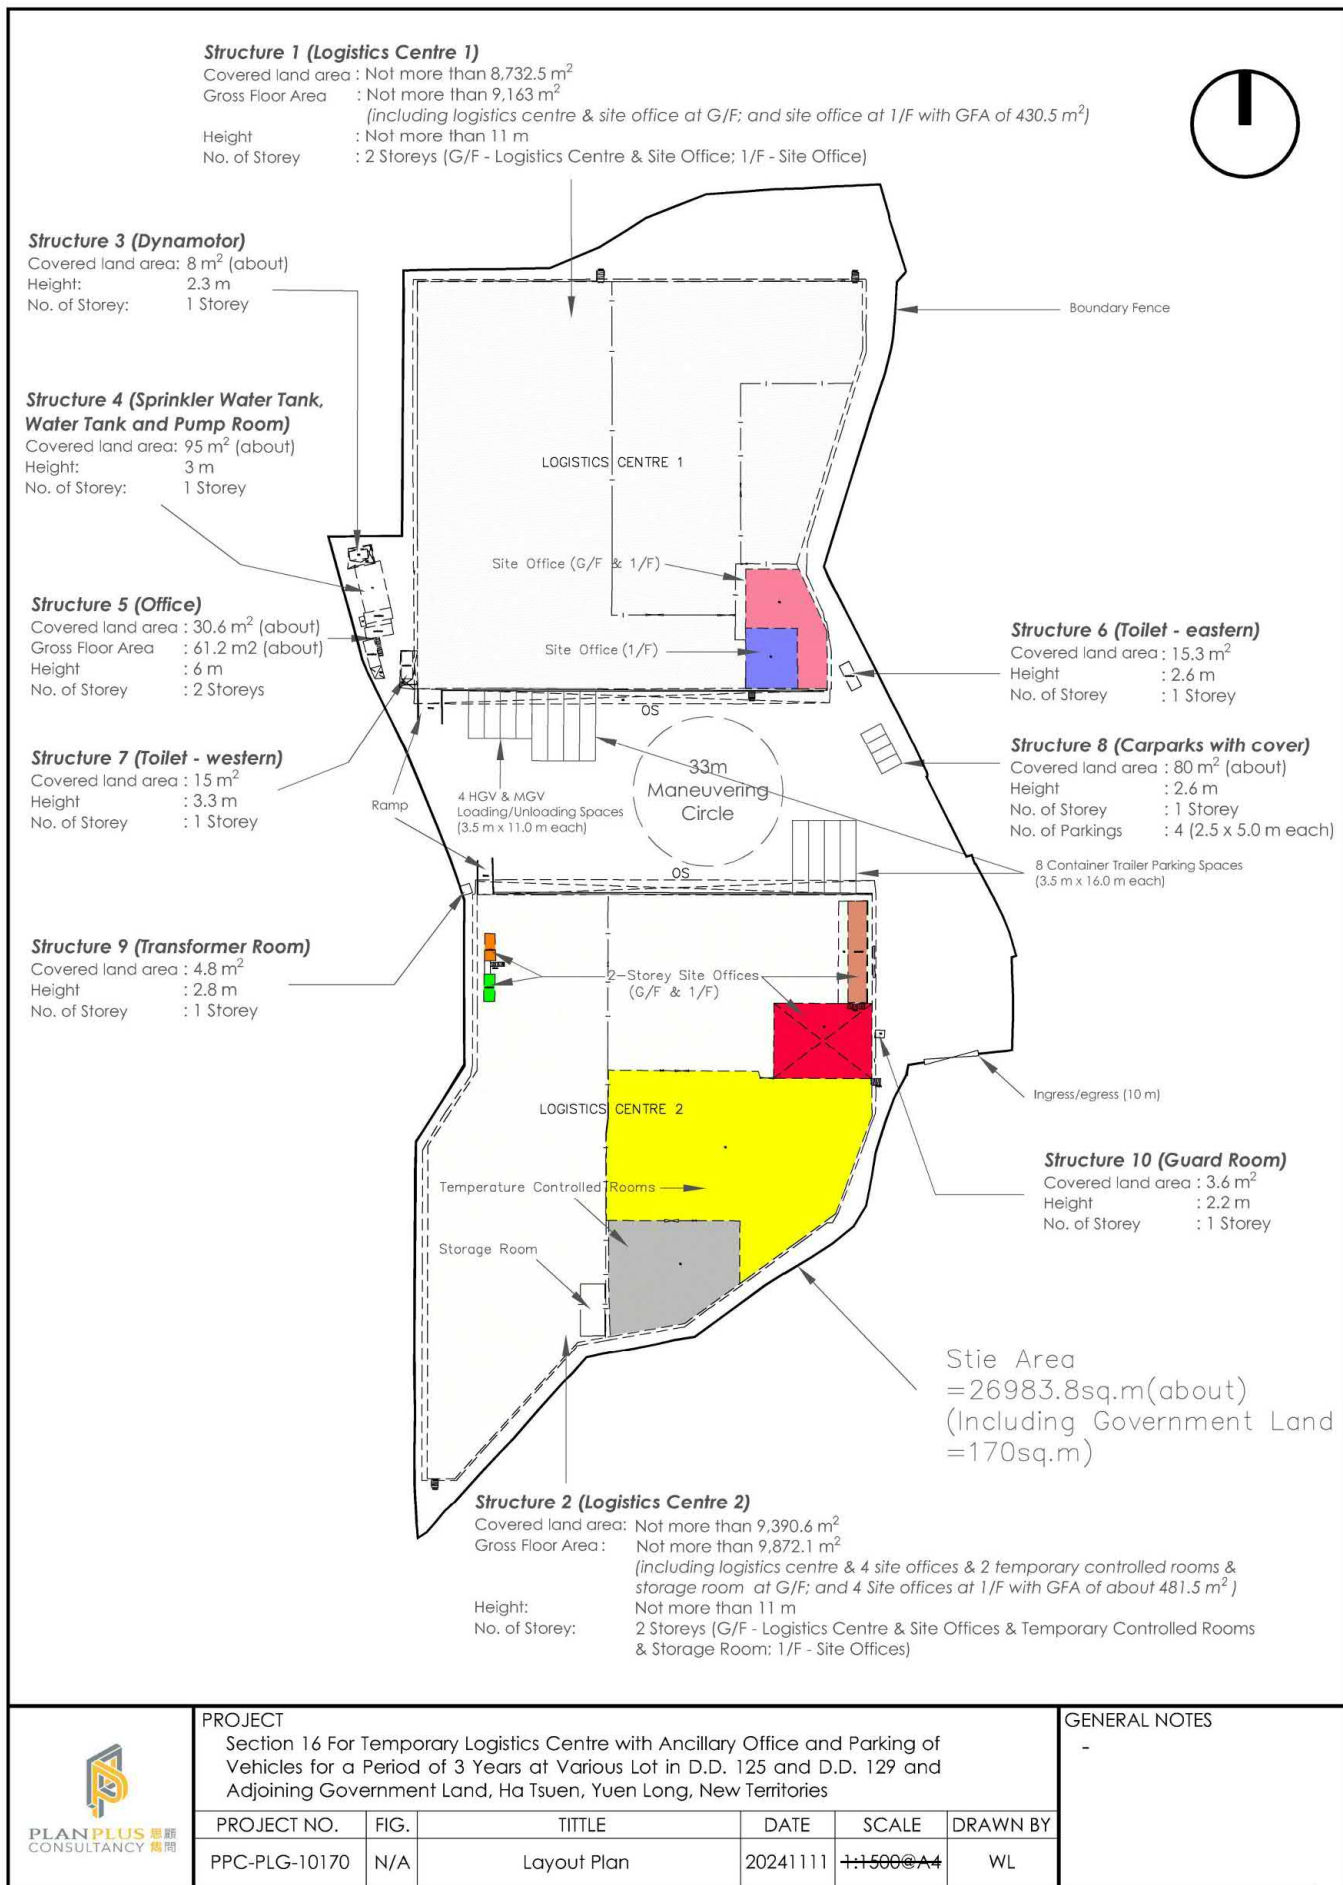 Structure 1 (Logistics Centre 1)
Covered land area : Not more than 8,732.5 m²
Gross Floor Area : Not more than 9,163 m²
(including logistics centre & site office at G/F; and site office at 1/F with GFA of 430.5 m²)
Height : Not more than 11 m
No. of Storey : 2 Storeys (G/F - Logistics Centre & Site Office; 1/F - Site Office)
Structure 3 (Dynamotor)
Covered land area: 8 m² (about)
Height: 2.3 m
No. of Storey: 1 Storey
Boundary Fence
Structure 4 (Sprinkler Water Tank,
Water Tank and Pump Room)
Covered land area: 95 m² (about)
Height: 3 m
No. of Storey: 1 Storey
LOGISTICS CENTRE 1
Site Office (G/F & 1/F)
Site Office (1/F)
Structure 5 (Office)
Covered land area : 30.6 m² (about)
Gross Floor Area : 61.2 m2 (about)
Height : 6 m
No. of Storey : 2 Storeys
Structure 6 (Toilet - eastern)
Covered land area : 15.3 m²
Height : 2.6 m
No. of Storey : 1 Storey
OS
Structure 7 (Toilet - western)
Covered land area : 15 m²
Height : 3.3 m
No. of Storey : 1 Storey
Ramp
4 HGV & MGV
Loading/Unloading Spaces
(3.5 m x 11.0 m each)
33m
Maneuvering
Circle
Structure 8 (Carparks with cover)
Covered land area : 80 m² (about)
Height : 2.6 m
No. of Storey : 1 Storey
No. of Parkings : 4 (2.5 x 5.0 m each)
8 Container Trailer Parking Spaces
(3.5 m x 16.0 m each)
OS
Structure 9 (Transformer Room)
Covered land area : 4.8 m²
Height : 2.8 m
No. of Storey : 1 Storey
2-Storey Site Offices
(G/F & 1/F)
Ingress/egress (10 m)
LOGISTICS CENTRE 2
Temperature Controlled Rooms
Storage Room
Structure 10 (Guard Room)
Covered land area : 3.6 m²
Height : 2.2 m
No. of Storey : 1 Storey
Stie Area
=26983.8sq.m(about)
(Including Government Land
=170sq.m)
Structure 2 (Logistics Centre 2)
Covered land area: Not more than 9,390.6 m²
Gross Floor Area : Not more than 9,872.1 m²
(including logistics centre & 4 site offices & 2 temporary controlled rooms &
storage room at G/F; and 4 Site offices at 1/F with GFA of about 481.5 m² )
Height: Not more than 11 m
No. of Storey: 2 Storeys (G/F - Logistics Centre & Site Offices & Temporary Controlled Rooms
& Storage Room; 1/F - Site Offices)
PLANPLUS 思顧
CONSULTANCY 雋問
PROJECT
Section 16 For Temporary Logistics Centre with Ancillary Office and Parking of
Vehicles for a Period of 3 Years at Various Lot in D.D. 125 and D.D. 129 and
Adjoining Government Land, Ha Tsuen, Yuen Long, New Territories
PROJECT NO. FIG. TITTLE DATE SCALE DRAWN BY
PPC-PLG-10170 N/A Layout Plan 20241111 1:1500@A4 WL
GENERAL NOTES
-